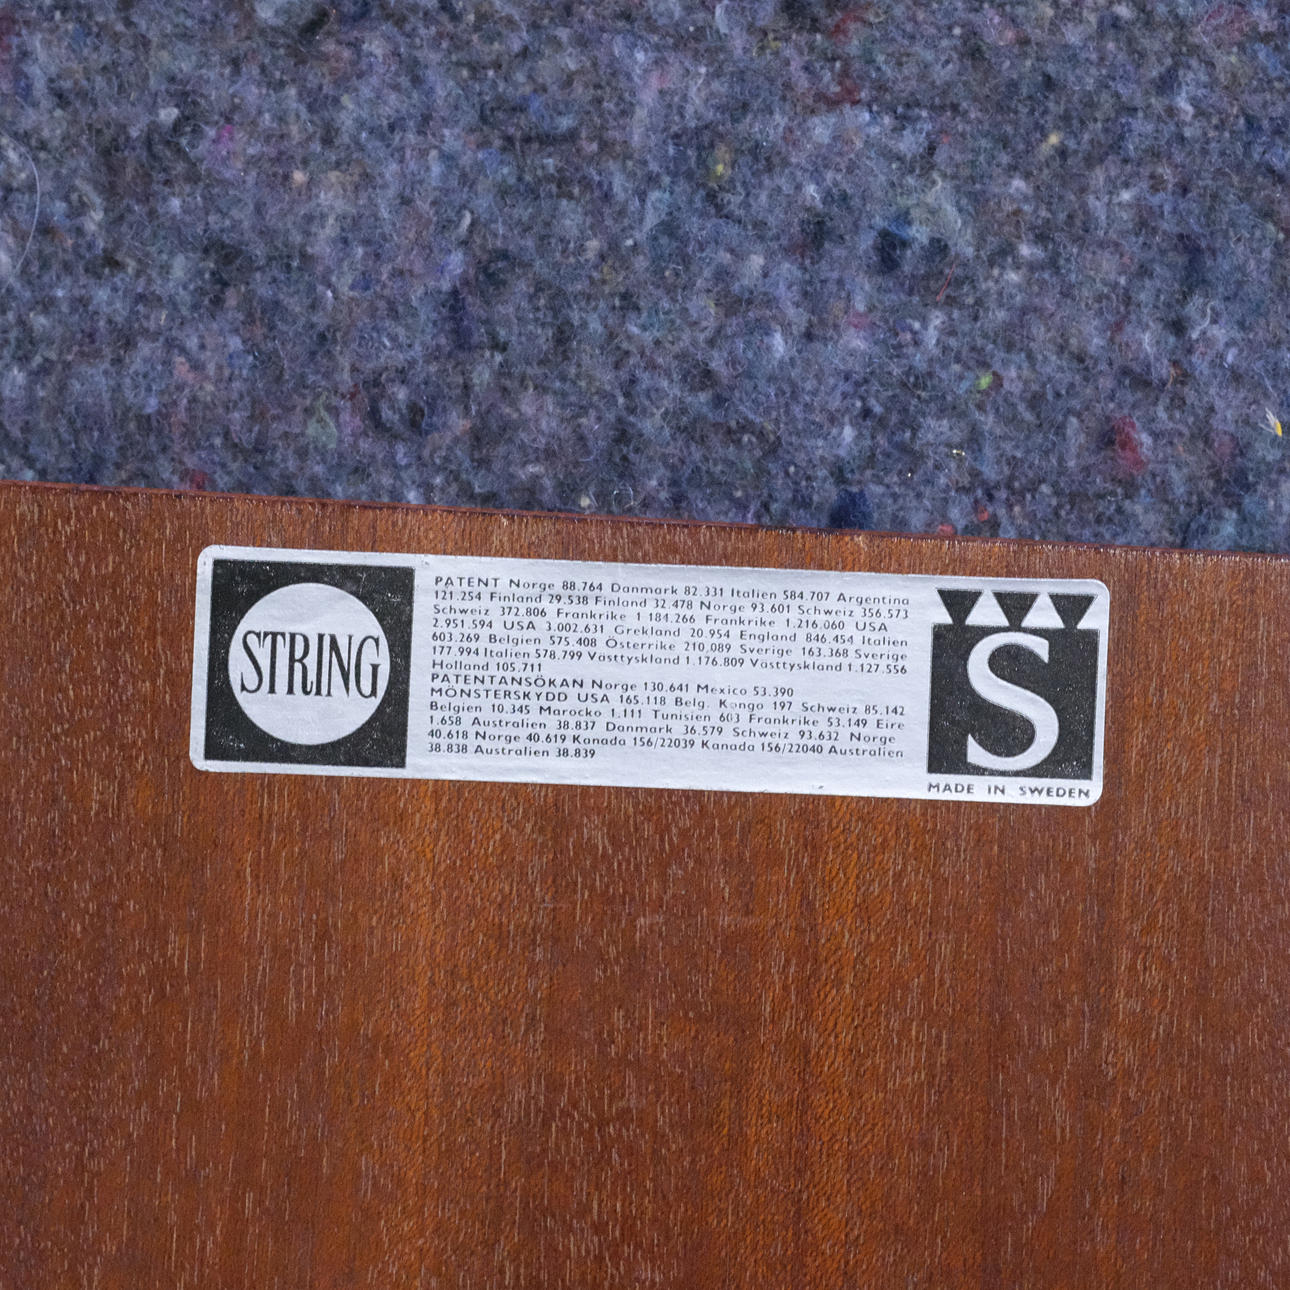 STRING
PATENT Norge 88.764 Danmark 82.331 Italien 584.707 Argentina
121.254 Finland 29.538 Finland 32.478 Norge 93.601 Schweiz 356.573
Schweiz 372.806 Frankrike 1 184.266 Frankrike 1.216.060 USA
2.951.594 USA 3.002.631 Grekland 20.954 England 846.454 Italien
603.269 Belgien 575.408 Österrike 210,089 Sverige 163.368 Sverige
177.994 Italien 578.799 Västtyskland 1.176.809 Västtyskland 1.127.556
Holland 105.711
PATENTANSÖKAN Norge 130.641 Mexico 53.390
MÖNSTERSKYDD USA 165.118 Belg. Kongo 197 Schweiz 85.142
Belgien 10.345 Marocko 1.111 Tunisien 603 Frankrike 53.149 Eire
1.658 Australien 38.837 Danmark 36.579 Schweiz 93.632 Norge
40.618 Norge 40.619 Kanada 156/22039 Kanada 156/22040 Australien
38.838 Australien 38.839
S
MADE IN SWEDEN